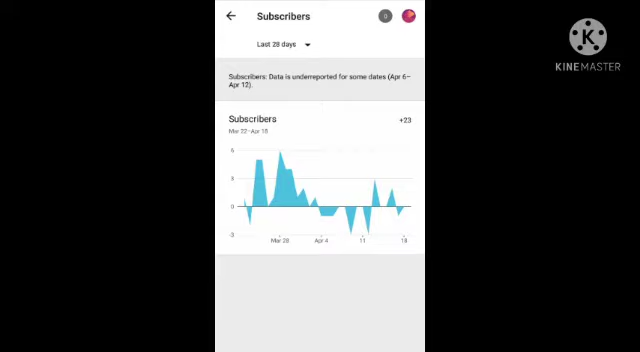 Subscribers
0
Last 28 days
Subscribers: Data is underreported for some dates (Apr 6–
Apr 12).
Subscribers
+23
Mar 22 - Apr 18
6
3
0
-3
Mar 28
Apr 4
11
18
K
KINEMASTER